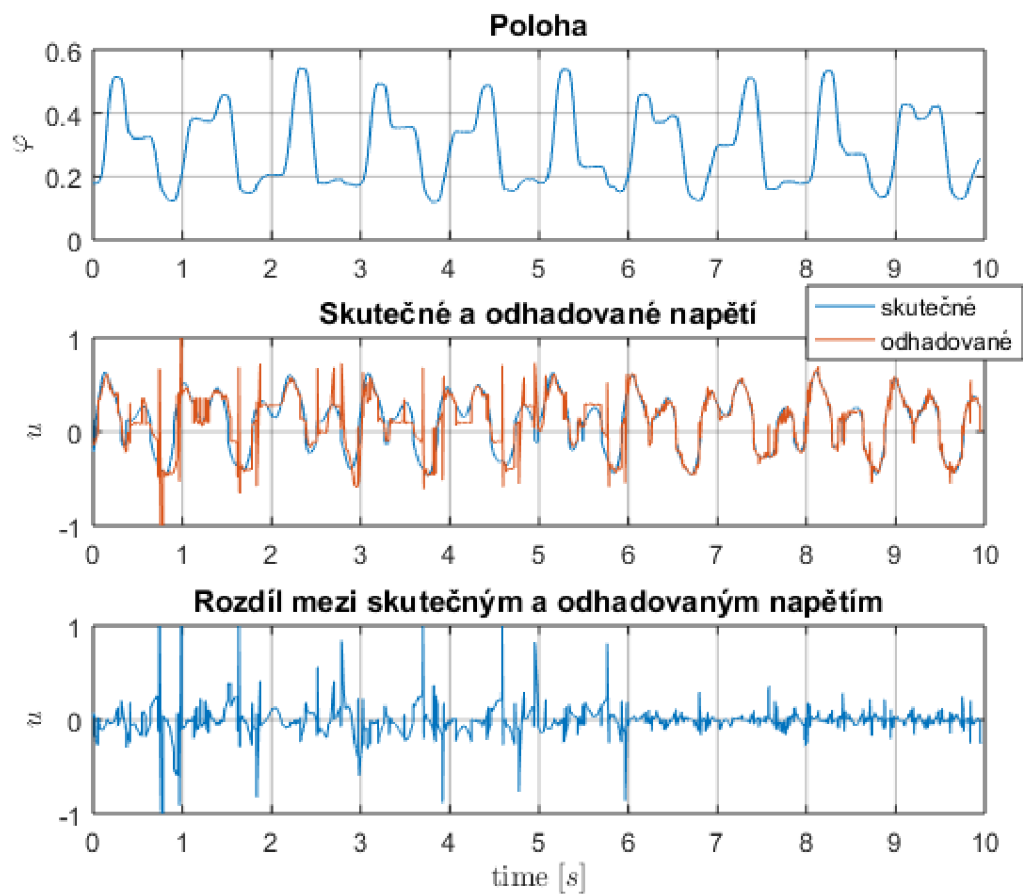 Poloha
0.6
0.4
0.2
0
φ
0 1 2 3 4 5 6 7 8 9 10
Skutečné a odhadované napětí
skutečné
odhadované
1
0
-1
u
0 1 2 3 4 5 6 7 8 9 10
Rozdíl mezi skutečným a odhadovaným napětím
1
0
-1
u
0 1 2 3 4 5 6 7 8 9 10
time [s]